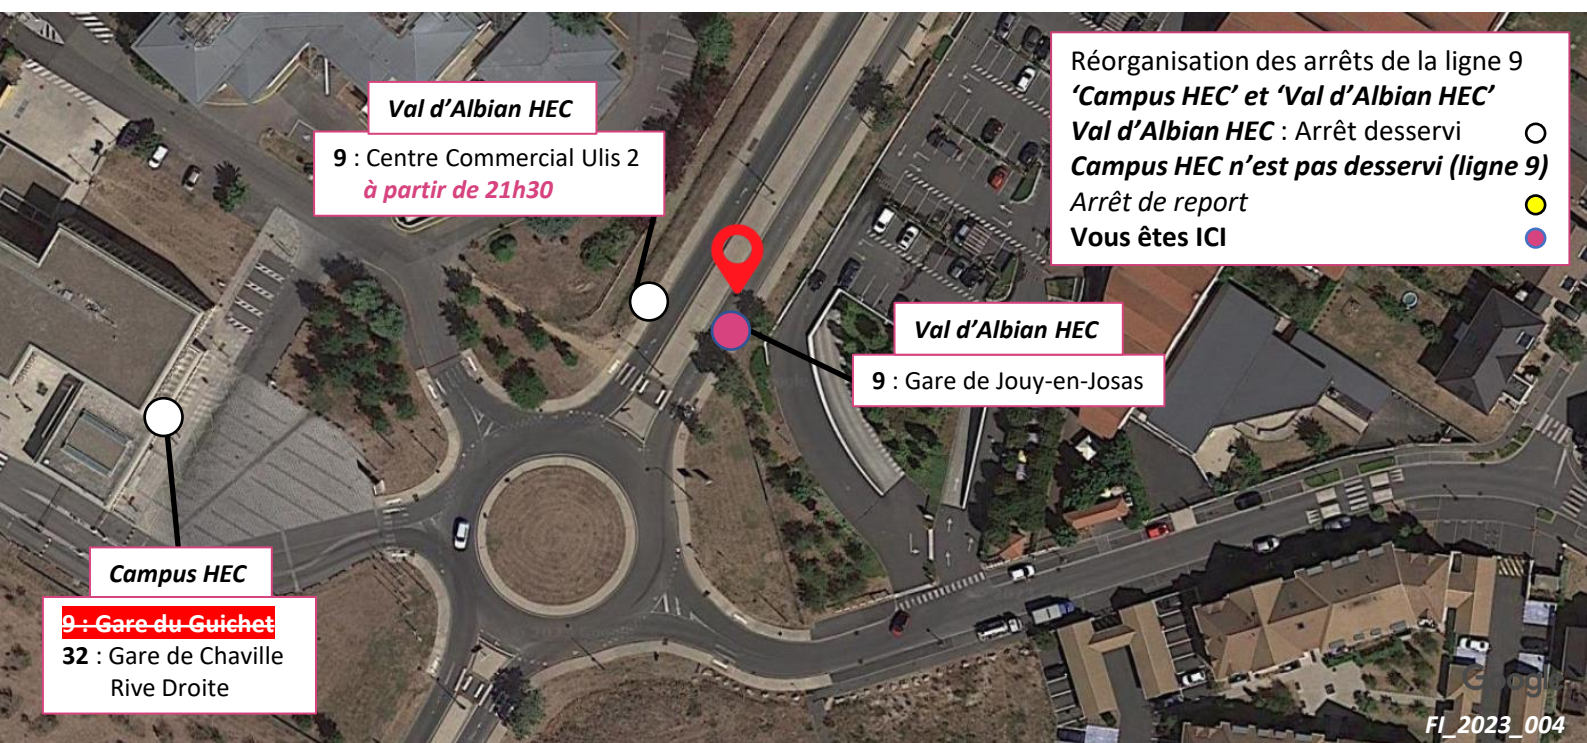 Réorganisation des arrêts de la ligne 9
‘Campus HEC’ et ‘Val d’Albian HEC’
Val d’Albian HEC : Arrêt desservi
Campus HEC n’est pas desservi (ligne 9)
Arrêt de report
Vous êtes ICI
Val d’Albian HEC
9 : Centre Commercial Ulis 2
à partir de 21h30
Val d’Albian HEC
9 : Gare de Jouy-en-Josas
Campus HEC
9 : Gare du Guichet
32 : Gare de Chaville
Rive Droite
Google
FI_2023_004